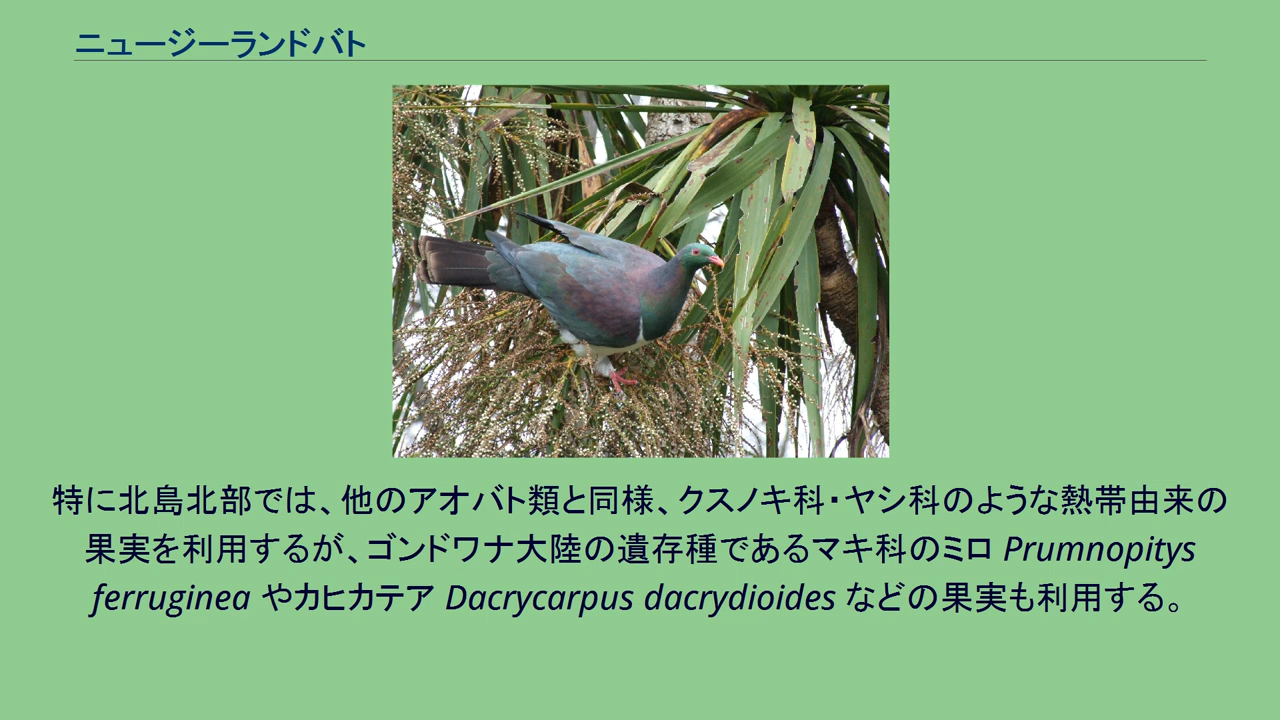 ニュージーランドバト
特に北島北部では、他のアオバト類と同様、クスノキ科・ヤシ科のような熱帯由来の
果実を利用するが、ゴンドワナ大陸の遺存種であるマキ科のミロ Prumnopitys
ferruginea やカヒカテア Dacrycarpus dacrydioides などの果実も利用する。